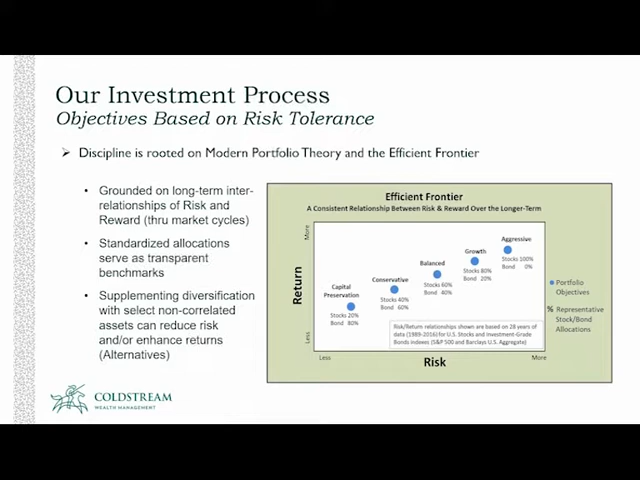 Our Investment Process
Objectives Based on Risk Tolerance
➢ Discipline is rooted on Modern Portfolio Theory and the Efficient Frontier
• Grounded on long-term inter-
relationships of Risk and
Reward (thru market cycles)
• Standardized allocations
serve as transparent
benchmarks
• Supplementing diversification
with select non-correlated
assets can reduce risk
and/or enhance returns
(Alternatives)
Efficient Frontier
A Consistent Relationship Between Risk & Reward Over the Longer-Term
More
Return
Less
Capital
Preservation
Stocks 20%
Bond 80%
Conservative
Stocks 40%
Bond 60%
Balanced
Stocks 60%
Bond 40%
Growth
Stocks 80%
Bond 20%
Aggressive
Stocks 100%
Bond 0%
Risk/Return relationships shown are based on 28 years of
data (1989-2016) for U.S. Stocks and Investment-Grade
Bonds indexes (S&P 500 and Barclays U.S. Aggregate)
Less
Risk
More
Portfolio
Objectives
% Representative
Stock/Bond
Allocations
COLDSTREAM
WEALTH MANAGEMENT